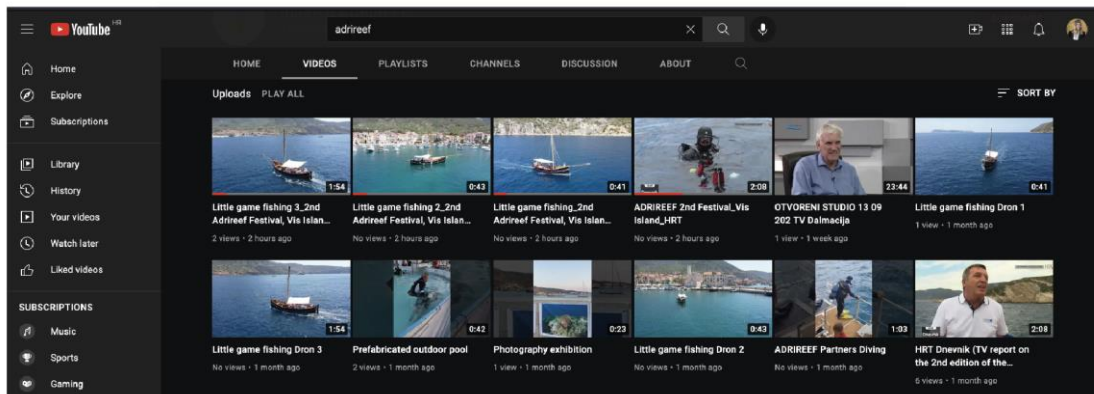 YouTube HR
adrireef
HOME VIDEOS PLAYLISTS CHANNELS DISCUSSION ABOUT
Home
Explore
Subscriptions
Library
History
Your videos
Watch later
Liked videos
SUBSCRIPTIONS
Music
Sports
Gaming
Uploads PLAY ALL
SORT BY
1:54
Little game fishing 3_2nd
Adrireef Festival, Vis Islan...
2 views • 2 hours ago
0:43
Little game fishing 2_2nd
Adrireef Festival, Vis Islan...
No views • 2 hours ago
0:41
Little game fishing_2nd
Adrireef Festival, Vis Islan...
No views • 2 hours ago
2:08
ADRIREEF 2nd Festival_Vis
Island_HRT
No views • 2 hours ago
23:44
OTVORENI STUDIO 13 09
202 TV Dalmacija
1 view • 1 week ago
0:41
Little game fishing Dron 1
1 view • 1 month ago
1:54
Little game fishing Dron 3
No views • 1 month ago
0:42
Prefabricated outdoor pool
2 views • 1 month ago
0:23
Photography exhibition
1 view • 1 month ago
0:43
Little game fishing Dron 2
No views • 1 month ago
1:03
ADRIREEF Partners Diving
No views • 1 month ago
2:08
HRT Dnevnik (TV report on
the 2nd edition of the...
6 views • 1 month ago